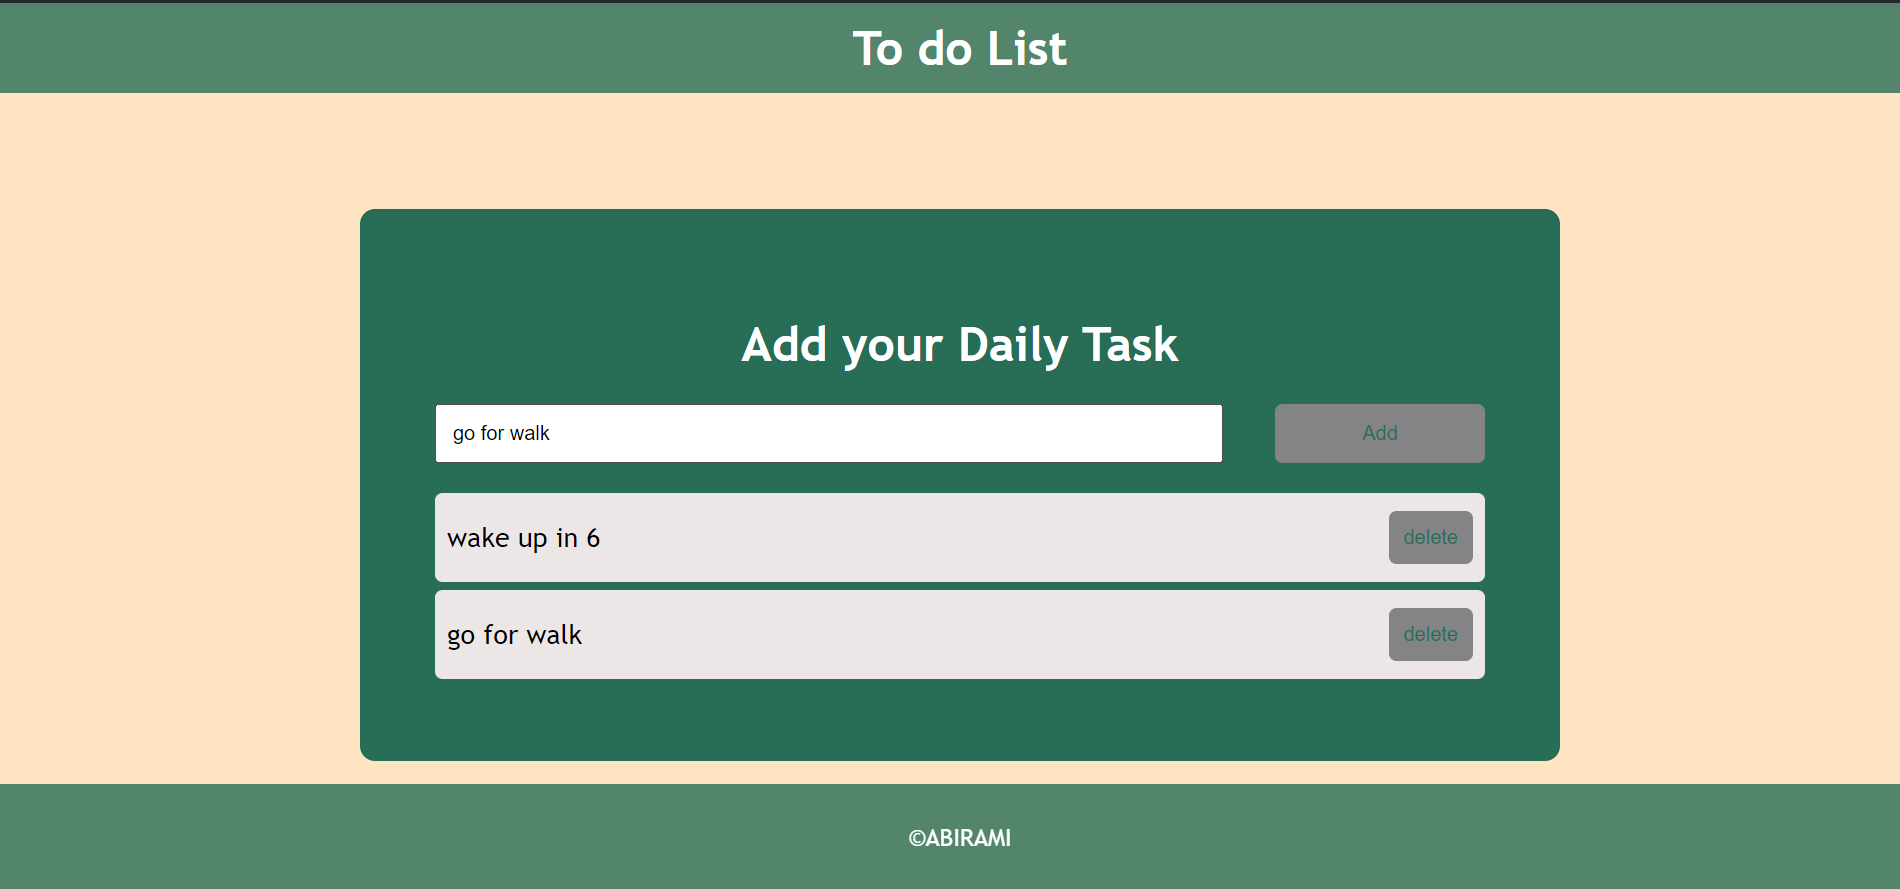 To do List
Add your Daily Task
go for walk
Add
wake up in 6
delete
go for walk
delete
©ABIRAMI